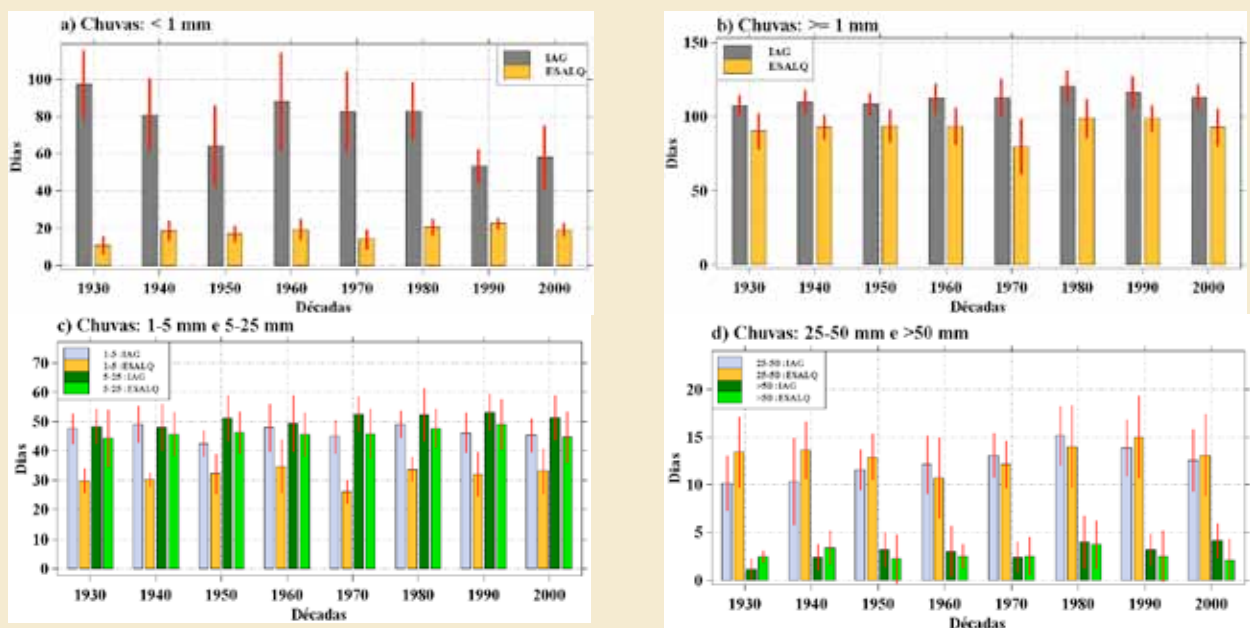 a) Chuvas: < 1 mm
IAG
ESALQ
100
80
60
40
20
0
Dias
1930 1940 1950 1960 1970 1980 1990 2000
Décadas
b) Chuvas: >= 1 mm
IAG
ESALQ
150
100
50
0
Dias
1930 1940 1950 1960 1970 1980 1990 2000
Décadas
c) Chuvas: 1-5 mm e 5-25 mm
1-5 :IAG
1-5 :ESALQ
5-25 :IAG
5-25 :ESALQ
70
60
50
40
30
20
10
0
Dias
1930 1940 1950 1960 1970 1980 1990 2000
Décadas
d) Chuvas: 25-50 mm e >50 mm
25-50 :IAG
25-50 :ESALQ
>50 :IAG
>50 :ESALQ
20
15
10
5
0
Dias
1930 1940 1950 1960 1970 1980 1990 2000
Décadas